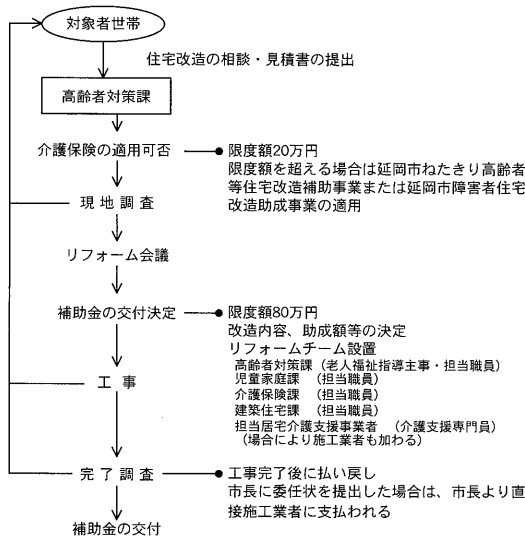 対象者世帯
住宅改造の相談・見積書の提出
高齢者対策課
介護保険の適用可否
限度額20万円
限度額を超える場合は延岡市ねたきり高齢者
等住宅改造補助事業または延岡市障害者住宅
改造助成事業の適用
現地調査
リフォーム会議
補助金の交付決定
限度額80万円
改造内容、助成額等の決定
リフォームチーム設置
高齢者対策課（老人福祉指導主事・担当職員）
児童家庭課　（担当職員）
介護保険課　（担当職員）
建築住宅課　（担当職員）
担当居宅介護支援事業者　（介護支援専門員）
（場合により施工業者も加わる）
工事
完了調査
工事完了後に払い戻し
市長に委任状を提出した場合は、市長より直
接施工業者に支払われる
補助金の交付